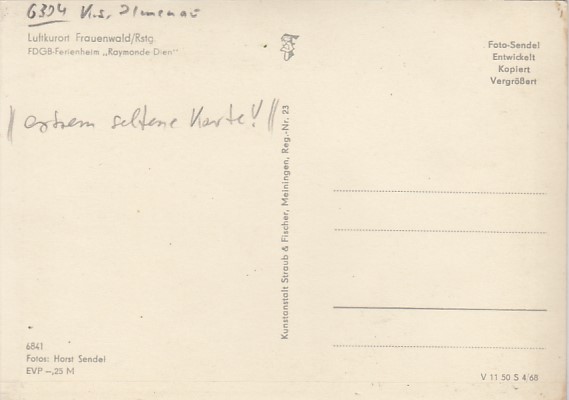 6304 Krs. Ilmenau
Luftkurort Frauenwald/Rstg.
FDGB-Ferienheim „Raymonde-Dien"
Foto-Sendel
Entwickelt
Kopiert
Vergrößert
// extrem seltene Karte! //
Kunstanstalt Straub & Fischer, Meiningen, Reg.-Nr. 23
6841
Fotos: Horst Sendel
EVP –,25 M
V 11 50 S 4/68